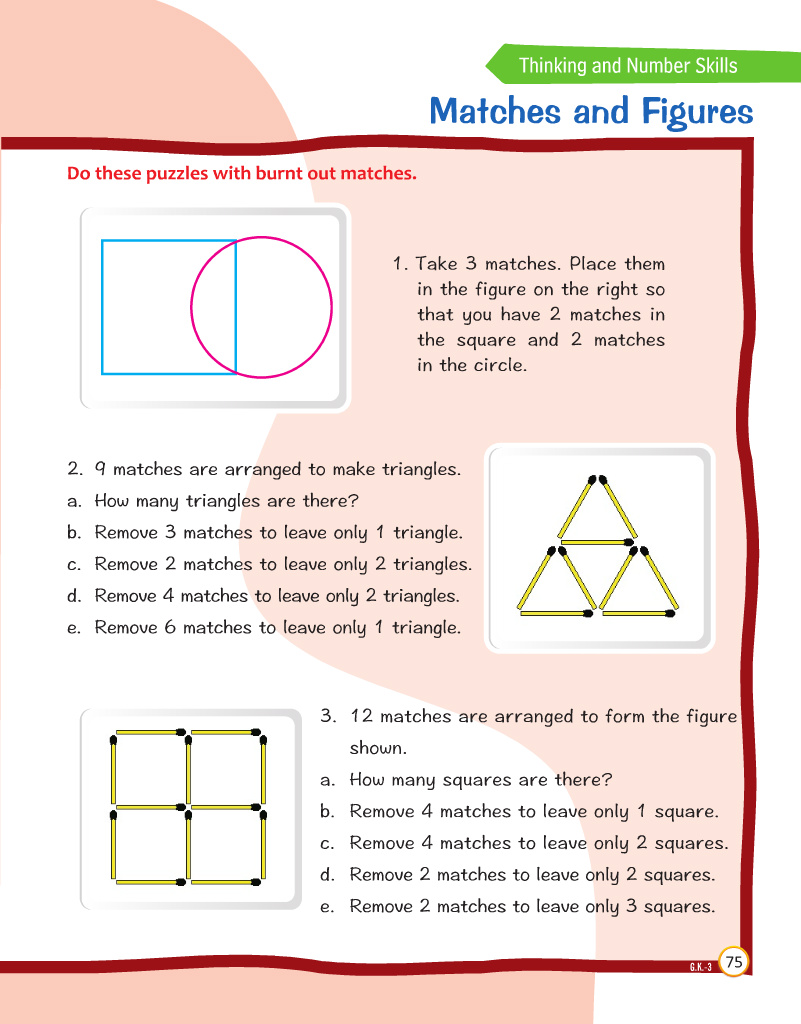 Thinking and Number Skills
Matches and Figures
Do these puzzles with burnt out matches.
1. Take 3 matches. Place them
in the figure on the right so
that you have 2 matches in
the square and 2 matches
in the circle.
2. 9 matches are arranged to make triangles.
a. How many triangles are there?
b. Remove 3 matches to leave only 1 triangle.
c. Remove 2 matches to leave only 2 triangles.
d. Remove 4 matches to leave only 2 triangles.
e. Remove 6 matches to leave only 1 triangle.
3. 12 matches are arranged to form the figure
shown.
a. How many squares are there?
b. Remove 4 matches to leave only 1 square.
c. Remove 4 matches to leave only 2 squares.
d. Remove 2 matches to leave only 2 squares.
e. Remove 2 matches to leave only 3 squares.
G.K.-3 75